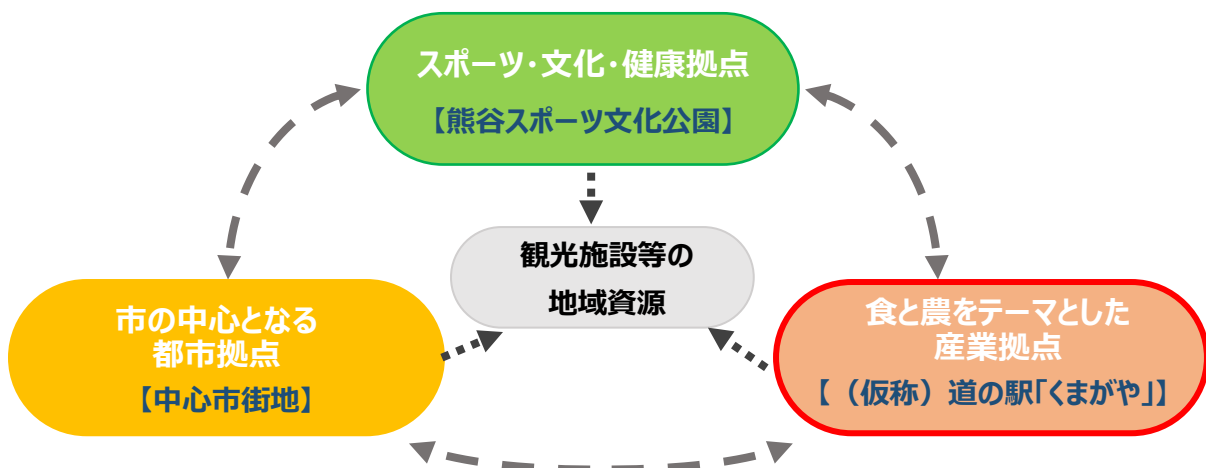 スポーツ・文化・健康拠点
【熊谷スポーツ文化公園】
観光施設等の
地域資源
市の中心となる
都市拠点
【中心市街地】
食と農をテーマとした
産業拠点
【（仮称）道の駅「くまがや」】